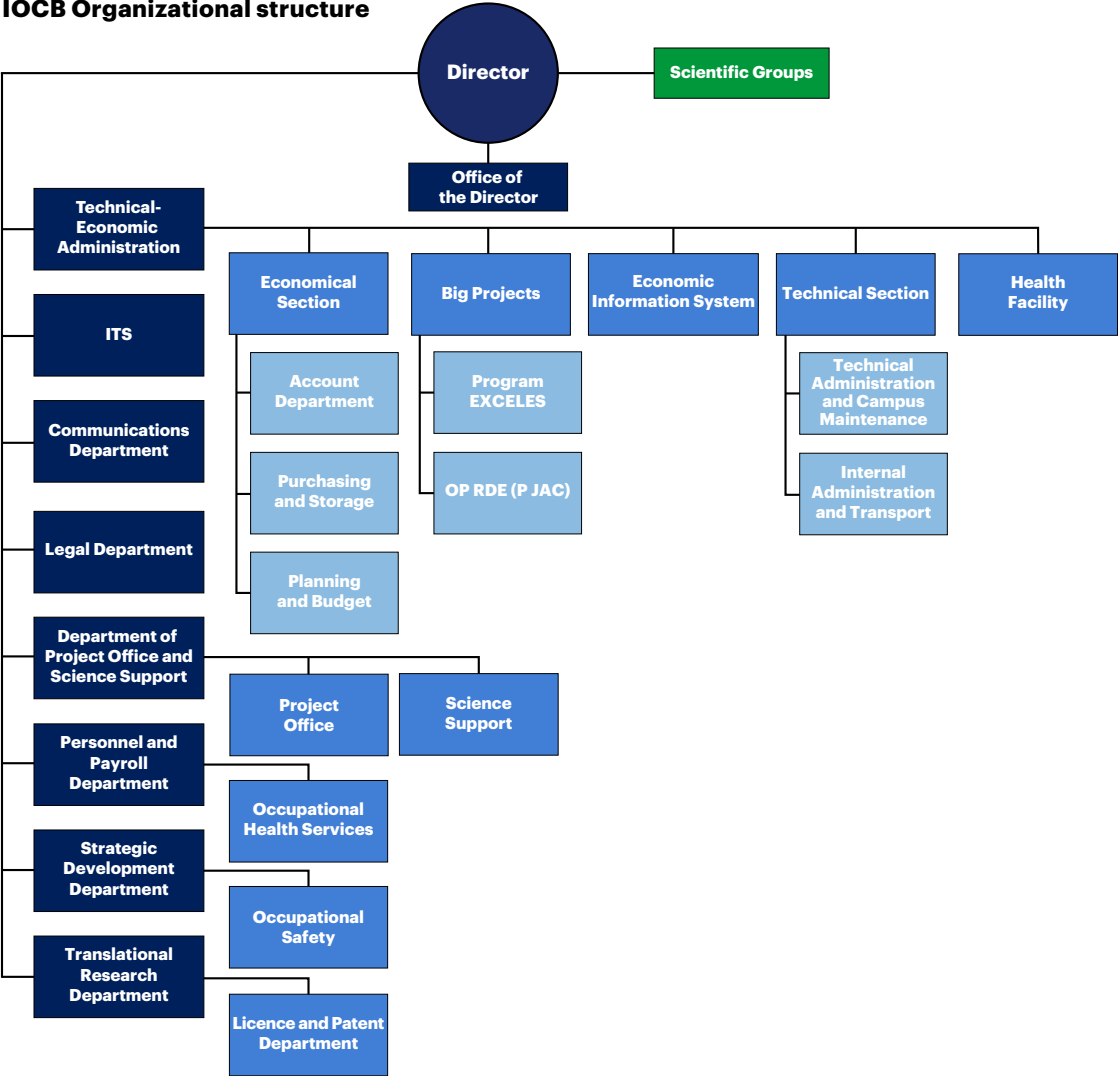 IOCB Organizational structure
Director
Scientific Groups
Office of
the Director
Technical-
Economic
Administration
Economical
Section
Big Projects
Economic
Information System
Technical Section
Health
Facility
ITS
Account
Department
Program
EXCELES
Technical
Administration
and Campus
Maintenance
Communications
Department
Purchasing
and Storage
OP RDE (P JAC)
Internal
Administration
and Transport
Legal Department
Planning
and Budget
Department of
Project Office and
Science Support
Project
Office
Science
Support
Personnel and
Payroll
Department
Occupational
Health Services
Strategic
Development
Department
Occupational
Safety
Translational
Research
Department
Licence and Patent
Department